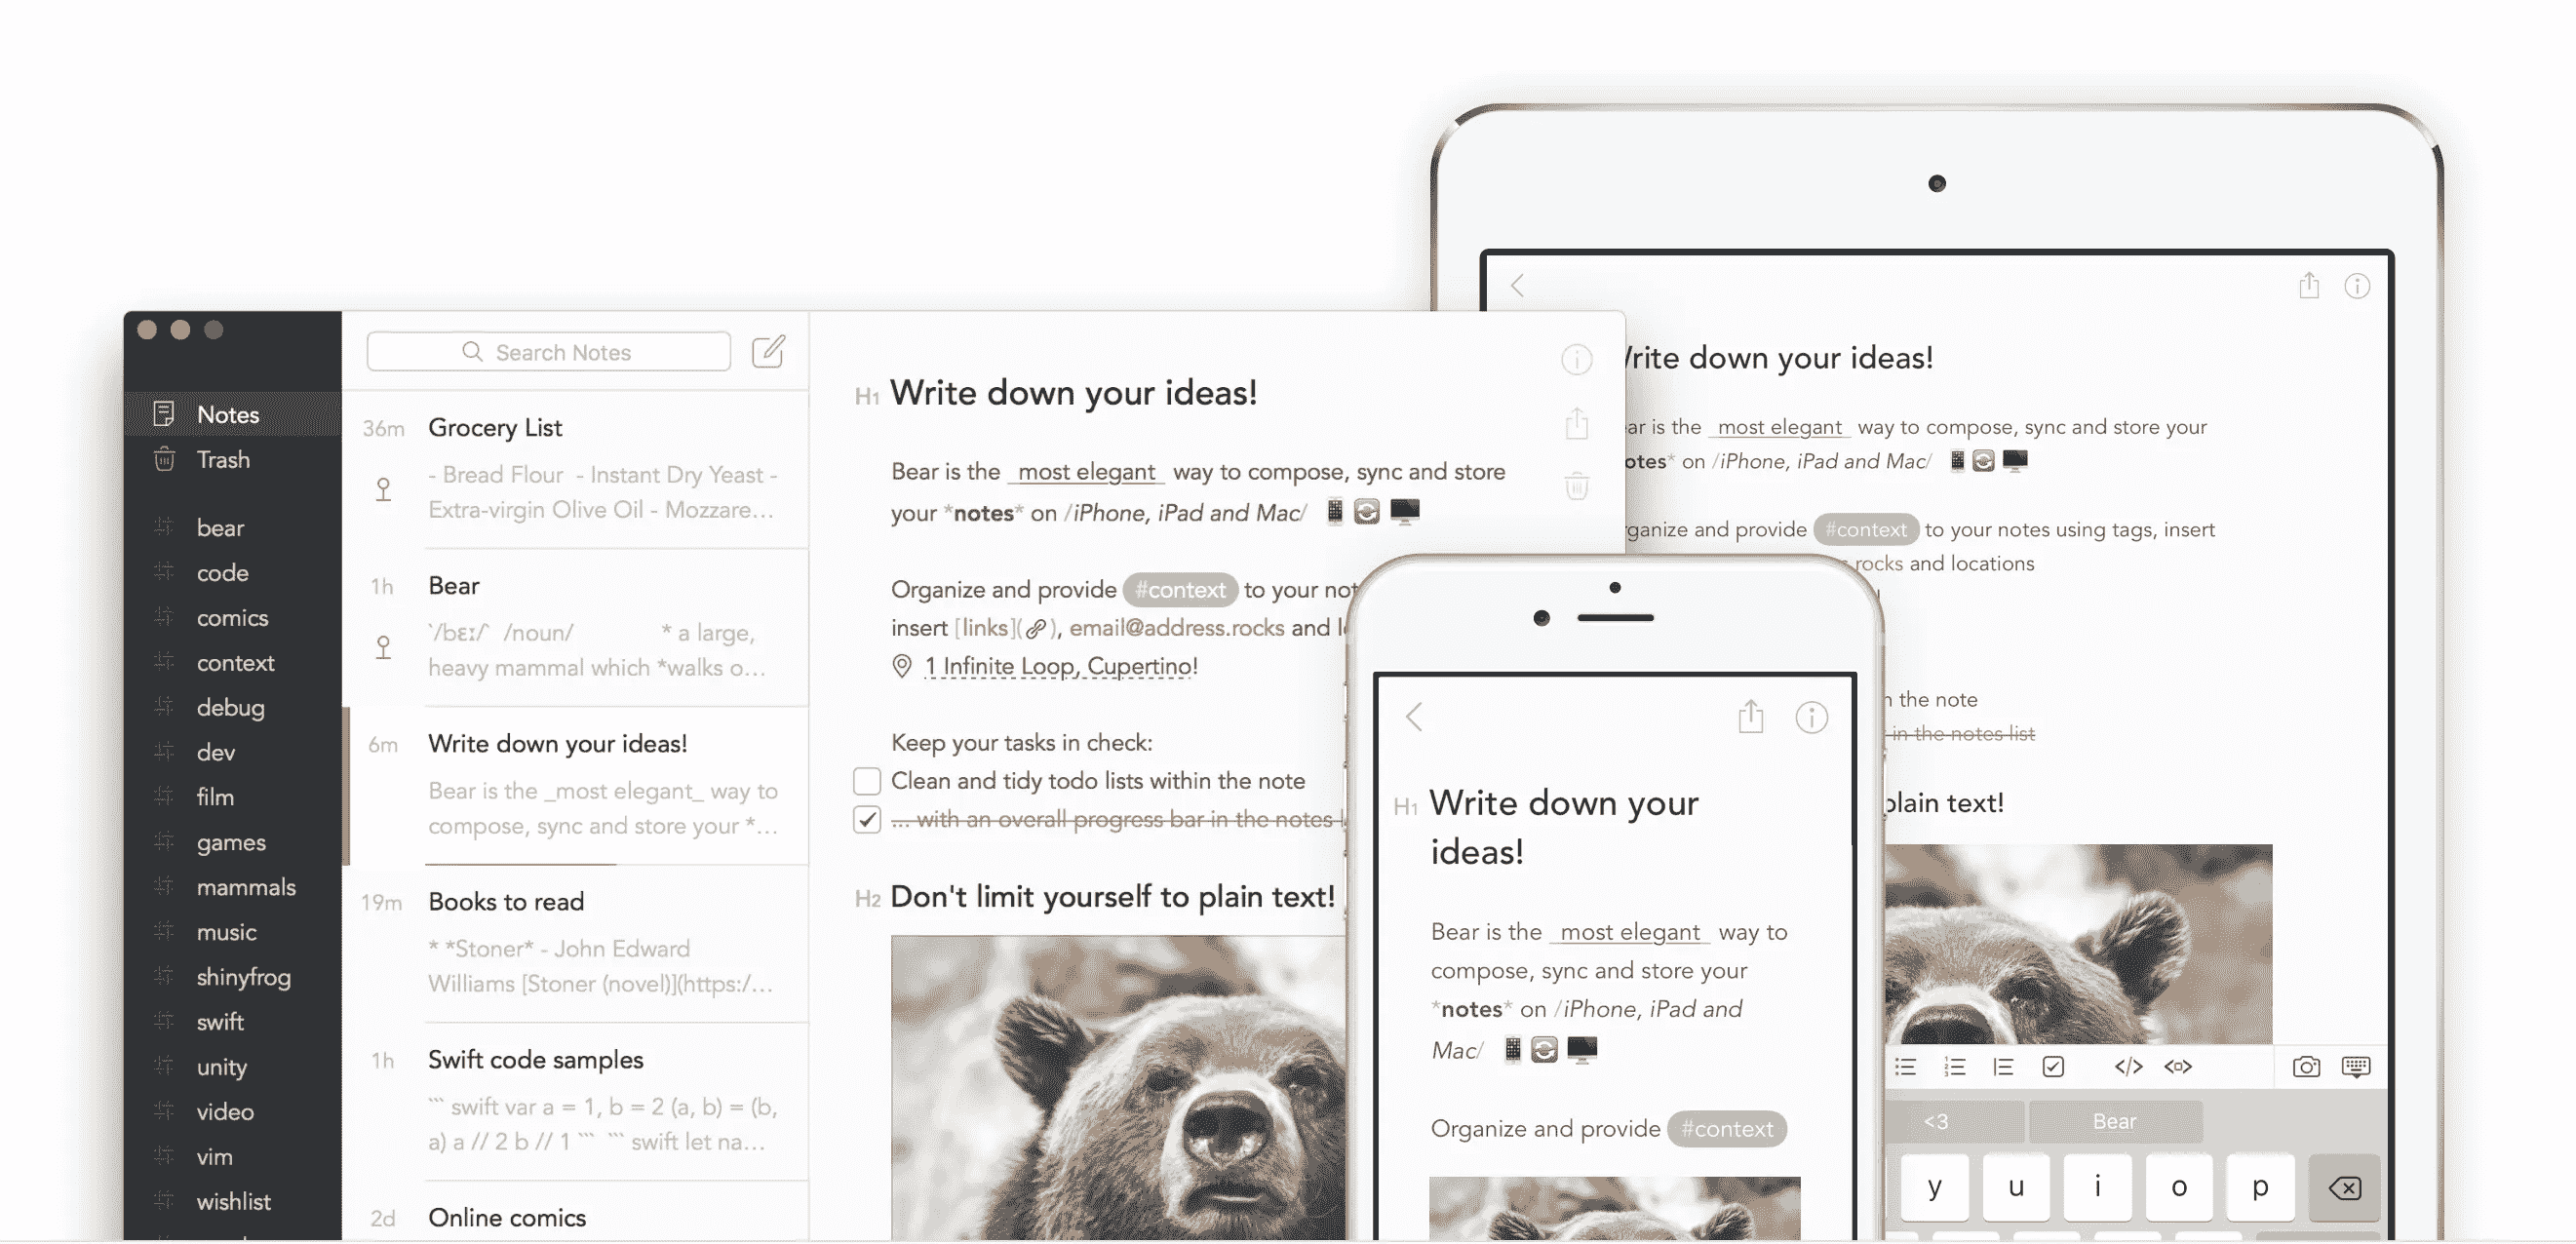 Notes
Trash
bear
code
comics
context
debug
dev
film
games
mammals
music
shinyfrog
swift
unity
video
vim
wishlist
Search Notes
36m Grocery List
- Bread Flour - Instant Dry Yeast -
Extra-virgin Olive Oil - Mozzare...
1h Bear
`/bɛː/` /noun/ * a large,
heavy mammal which *walks o...
6m Write down your ideas!
Bear is the _most elegant_ way to
compose, sync and store your *...
19m Books to read
* *Stoner* - John Edward
Williams [Stoner (novel)](https:/...
1h Swift code samples
``` swift var a = 1, b = 2 (a, b) = (b,
a) a // 2 b // 1 ``` ``` swift let na...
2d Online comics
H1 Write down your ideas!
Bear is the _most elegant_ way to compose, sync and store
your *notes* on /iPhone, iPad and Mac/
Organize and provide #context to your not
insert [links]( ), email@address.rocks and
1 Infinite Loop, Cupertino!
Keep your tasks in check:
Clean and tidy todo lists within the note
... with an overall progress bar in the notes
H2 Don't limit yourself to plain text!
H1 Write down your
ideas!
Bear is the _most elegant_ way to
compose, sync and store your
*notes* on /iPhone, iPad and
Mac/
Organize and provide #context
rite down your ideas!
ear is the _most elegant_ way to compose, sync and store your
otes* on /iPhone, iPad and Mac/
rganize and provide #context to your notes using tags, insert
rocks and locations
the note
in the notes list
plain text!
<3 Bear
y u i o p